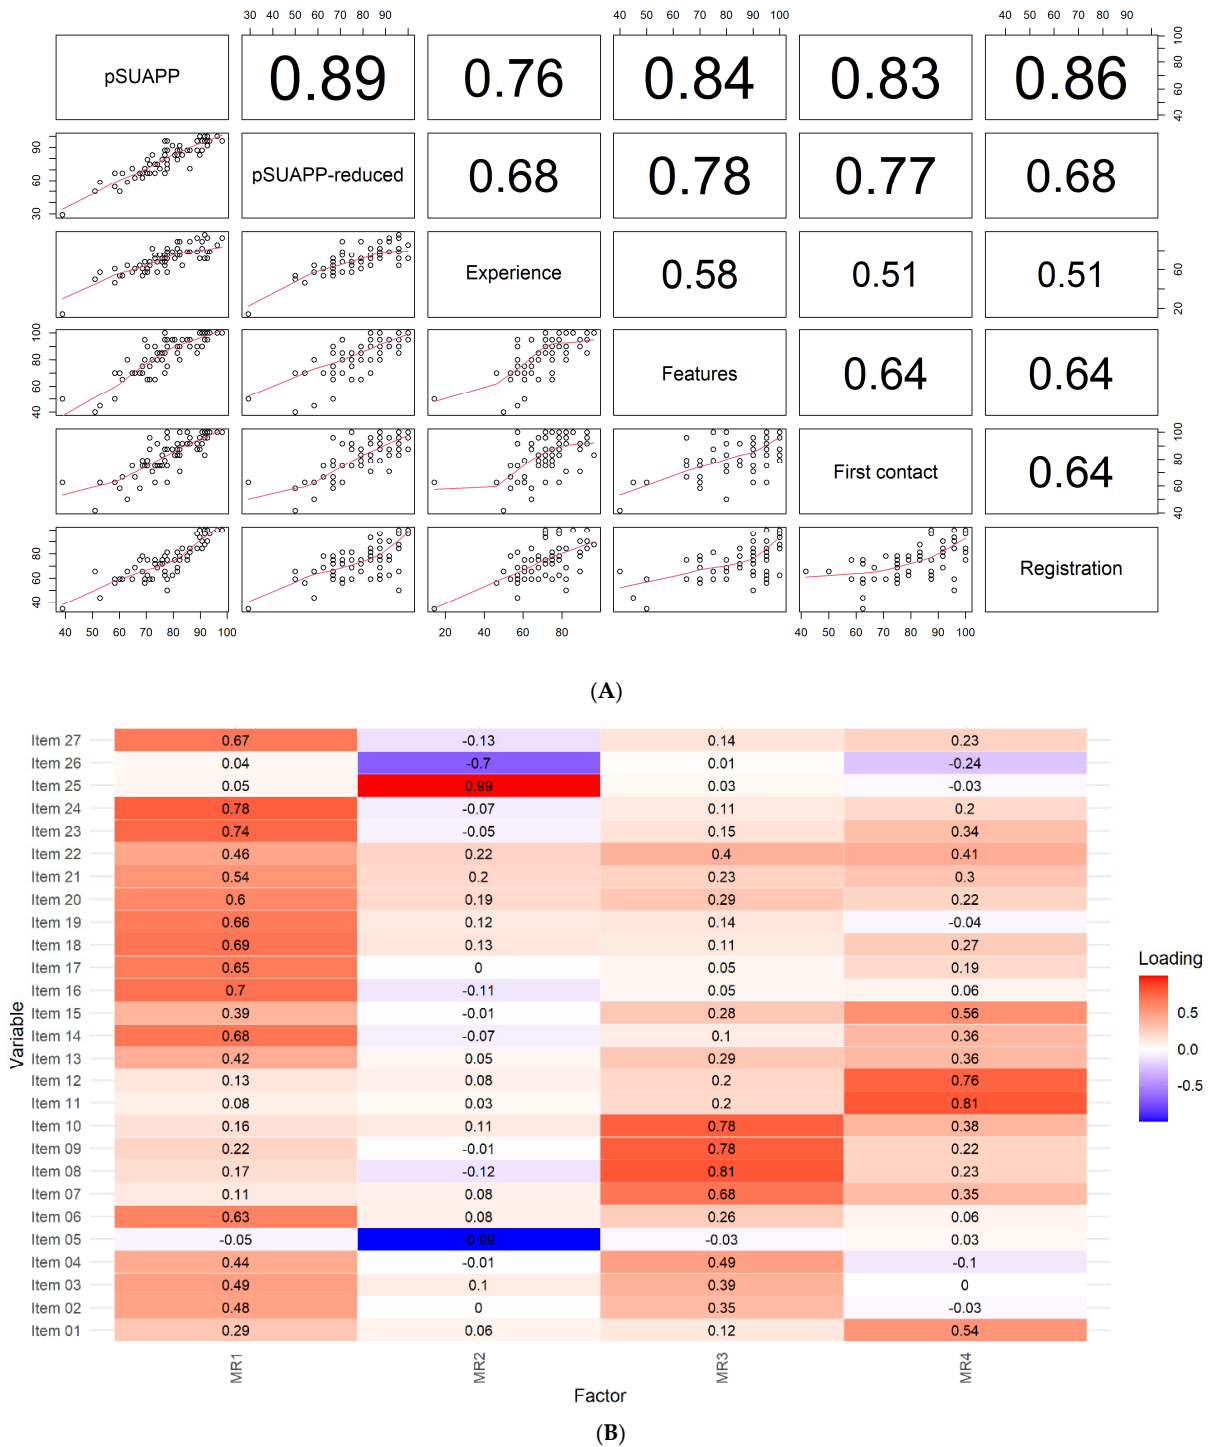 30 40 50 60 70 80 90
40 50 60 70 80 90 100
40 50 60 70 80 90
pSUAPP 0.89 0.76 0.84 0.83 0.86
40 60 80 100
30 60 90
pSUAPP-reduced 0.68 0.78 0.77 0.68
Experience 0.58 0.51 0.51
20 60
40 60 80 100
Features 0.64 0.64
First contact 0.64
40 60 80 100
40 60 80
Registration
40 50 60 70 80 90 100
20 40 60 80
40 50 60 70 80 90 100
(A)
Item 27 0.67 -0.13 0.14 0.23
Item 26 0.04 -0.7 0.01 -0.24
Item 25 0.05 0.99 0.03 -0.03
Item 24 0.78 -0.07 0.11 0.2
Item 23 0.74 -0.05 0.15 0.34
Item 22 0.46 0.22 0.4 0.41
Item 21 0.54 0.2 0.23 0.3
Item 20 0.6 0.19 0.29 0.22
Item 19 0.66 0.12 0.14 -0.04
Item 18 0.69 0.13 0.11 0.27
Item 17 0.65 0 0.05 0.19
Item 16 0.7 -0.11 0.05 0.06
Item 15 0.39 -0.01 0.28 0.56
Item 14 0.68 -0.07 0.1 0.36
Item 13 0.42 0.05 0.29 0.36
Item 12 0.13 0.08 0.2 0.76
Item 11 0.08 0.03 0.2 0.81
Item 10 0.16 0.11 0.78 0.38
Item 09 0.22 -0.01 0.78 0.22
Item 08 0.17 -0.12 0.81 0.23
Item 07 0.11 0.08 0.68 0.35
Item 06 0.63 0.08 0.26 0.06
Item 05 -0.05 -0.99 -0.03 0.03
Item 04 0.44 -0.01 0.49 -0.1
Item 03 0.49 0.1 0.39 0
Item 02 0.48 0 0.35 -0.03
Item 01 0.29 0.06 0.12 0.54
Variable
Loading
0.5
0.0
-0.5
MR1 MR2 MR3 MR4
Factor
(B)